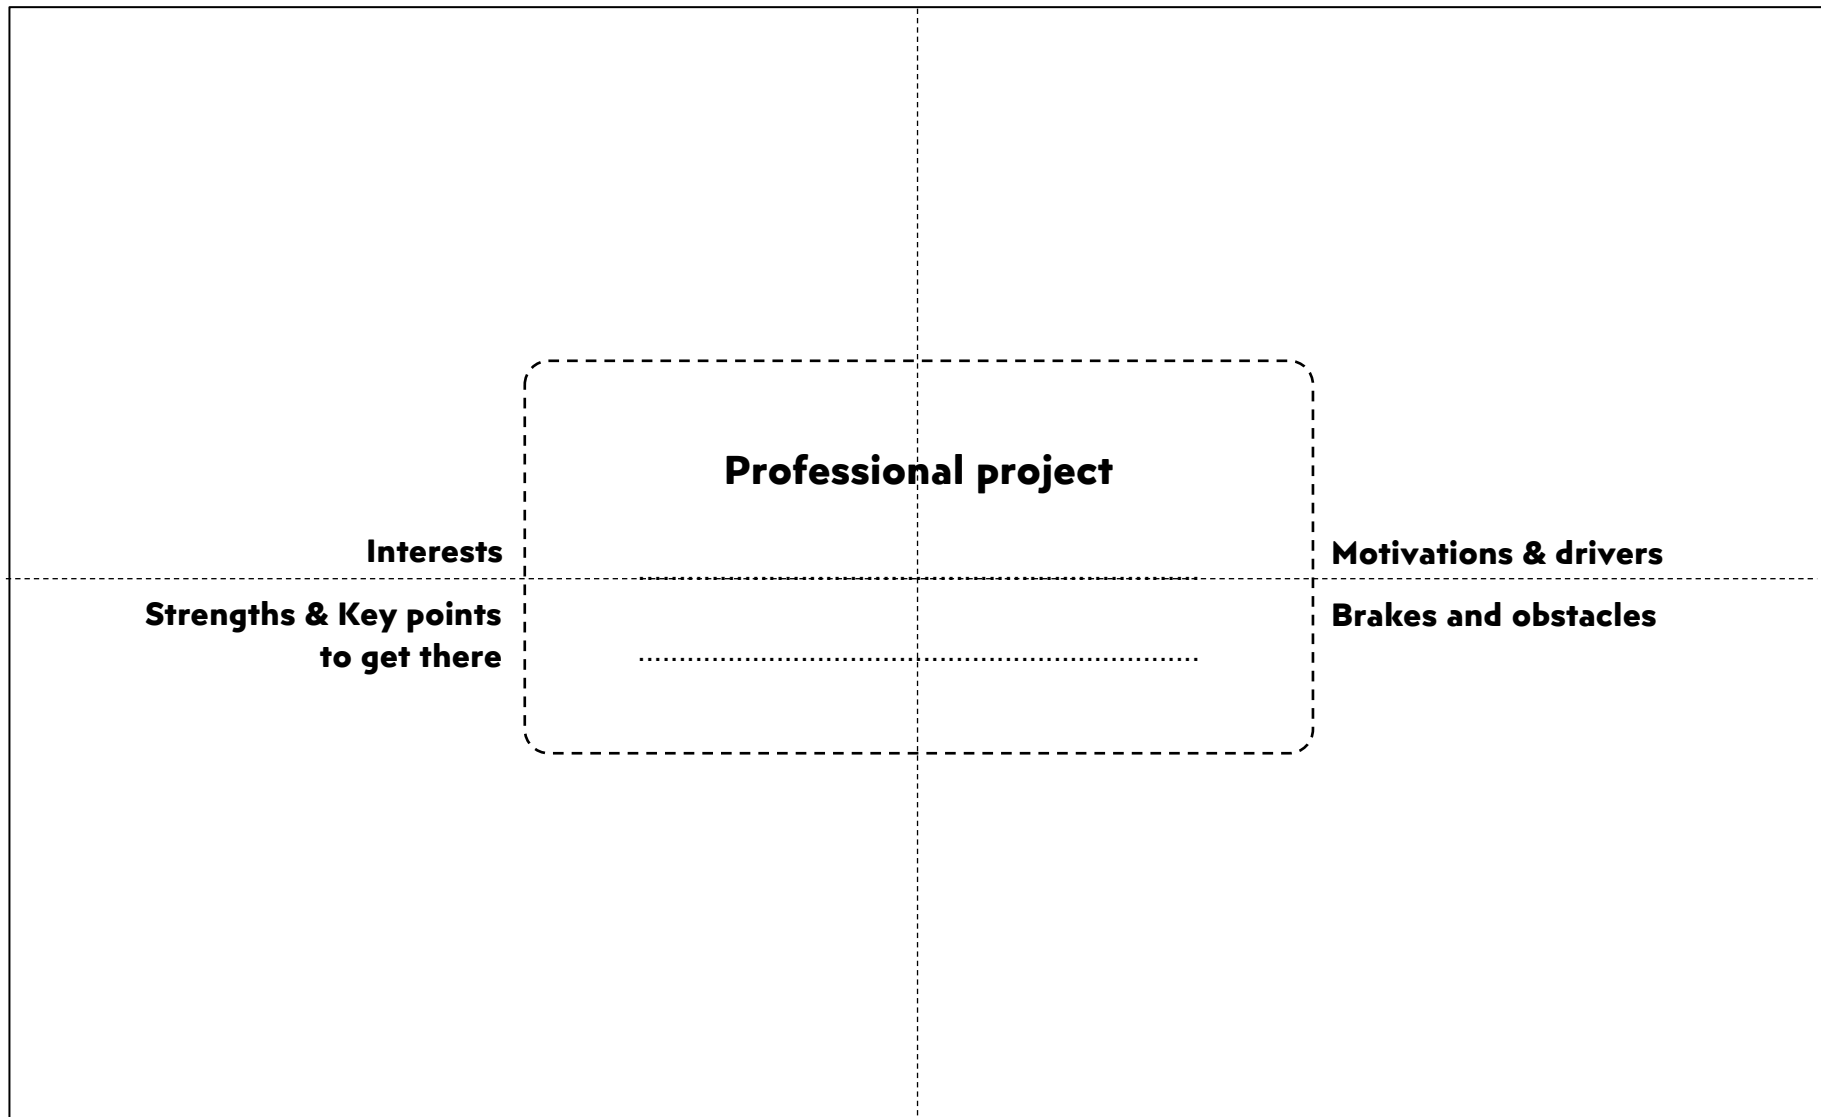 Professional project
Interests
Motivations & drivers
Strengths & Key points
to get there
Brakes and obstacles